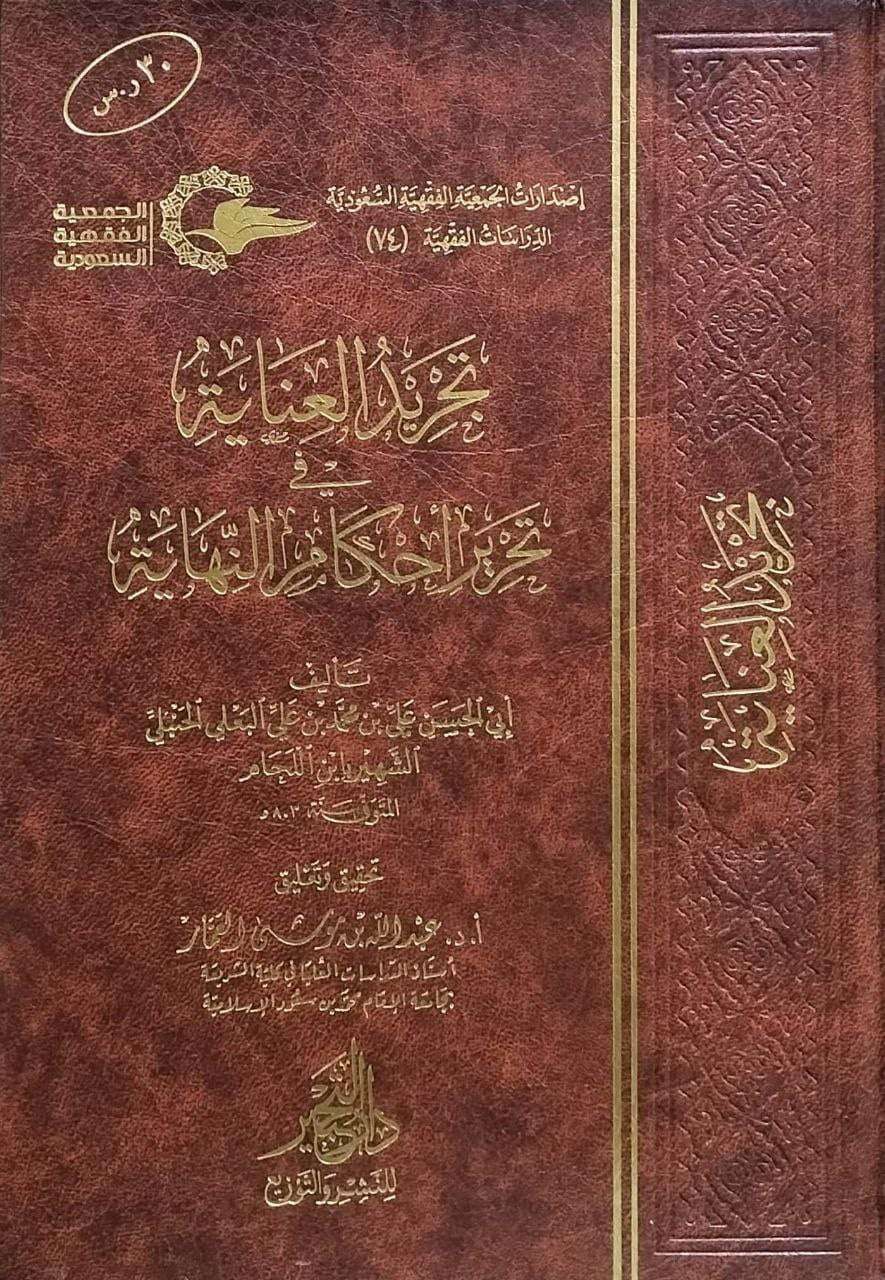 ٣٠ ر.س
إصدارات الجمعية الفقهية السعودية
الدراسات الفقهية (٧٤)
الجمعية
الفقهية
السعودية
تجريد العناية
في
تحرير أحكام النهاية
تأليف
أبي الحسن علي بن محمد بن علي البعلي الحنبلي
الشهير بابن اللحام
المتوفى سنة ٨٠٣ هـ
تحقيق وتعليق
أ.د. عبد الله بن موسى العمار
أستاذ الدراسات العليا في كلية الشريعة
بجامعة الإمام محمد بن سعود الإسلامية
دار التحبير
للنشر والتوزيع
تجريد العناية